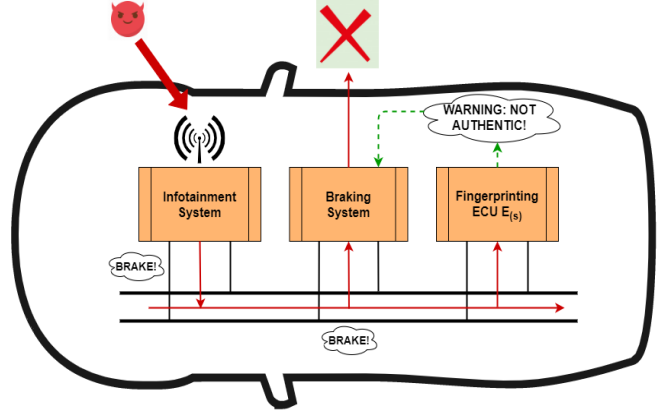 WARNING: NOT
AUTHENTIC!
Infotainment
System
Braking
System
Fingerprinting
ECU E(s)
BRAKE!
BRAKE!